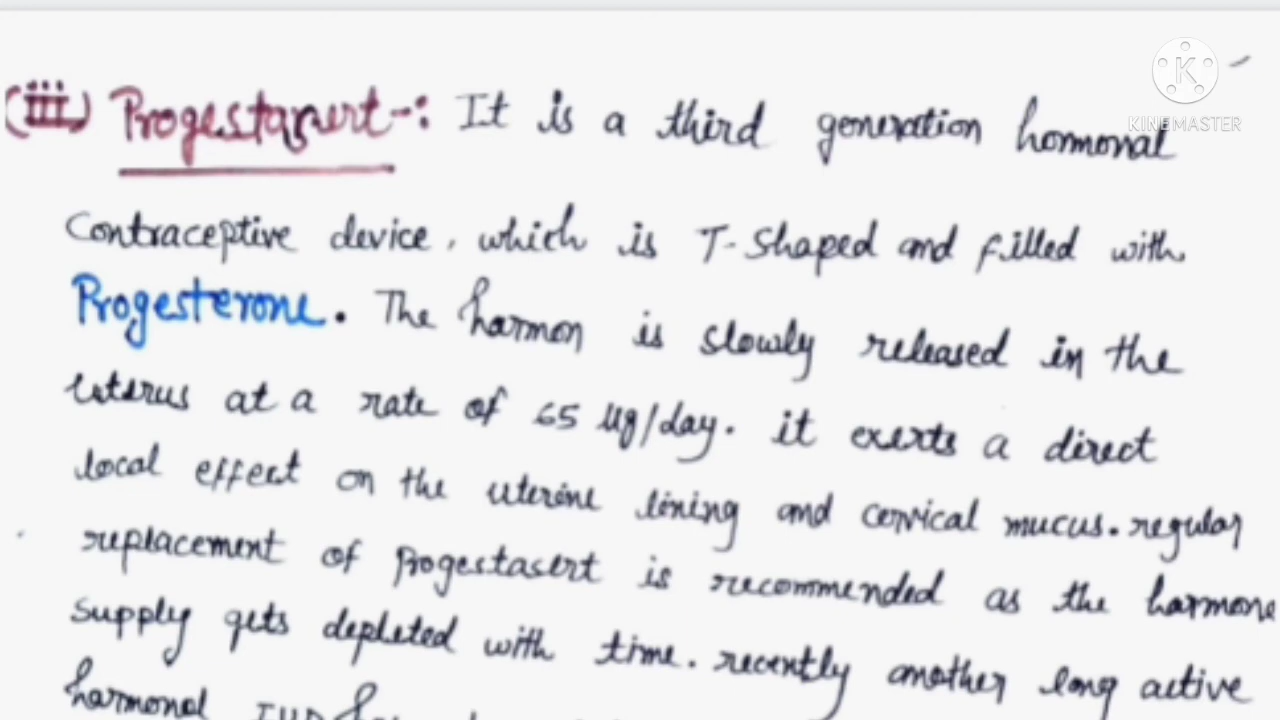 (iii) Progestasert-: It is a third generation hormonal
KINEMASTER
Contraceptive device, which is T-Shaped and filled with
Progesterone. The harmon is slowly released in the
uterus at a rate of 65 µg/day. it exerts a direct
local effect on the uterine lining and cervical mucus. regular
replacement of Progestasert is recommended as the harmone
Supply gets depleted with time. recently another long active
harmonal IUD